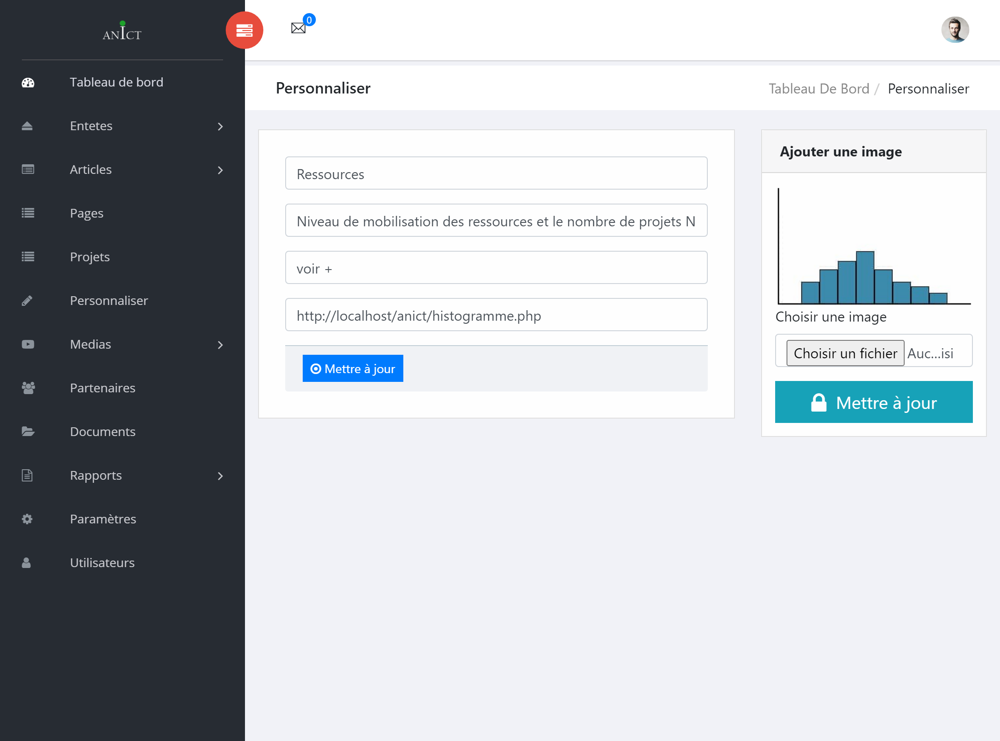 ANICT
0
Tableau de bord
Entetes
Articles
Pages
Projets
Personnaliser
Medias
Partenaires
Documents
Rapports
Paramètres
Utilisateurs
Personnaliser
Tableau De Bord / Personnaliser
Ressources
Niveau de mobilisation des ressources et le nombre de projets N
voir +
http://localhost/anict/histogramme.php
Mettre à jour
Ajouter une image
Choisir une image
Choisir un fichier Auc...isi
Mettre à jour